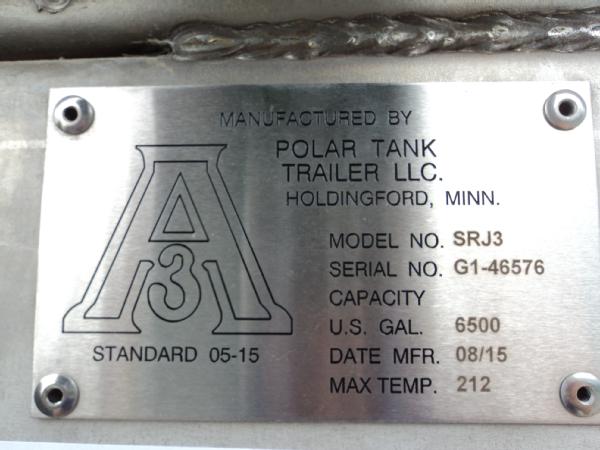 MANUFACTURED BY
POLAR TANK
TRAILER LLC.
HOLDINGFORD, MINN.
A
3
STANDARD 05-15
MODEL NO. SRJ3
SERIAL NO. G1-46576
CAPACITY
U.S. GAL. 6500
DATE MFR. 08/15
MAX TEMP. 212